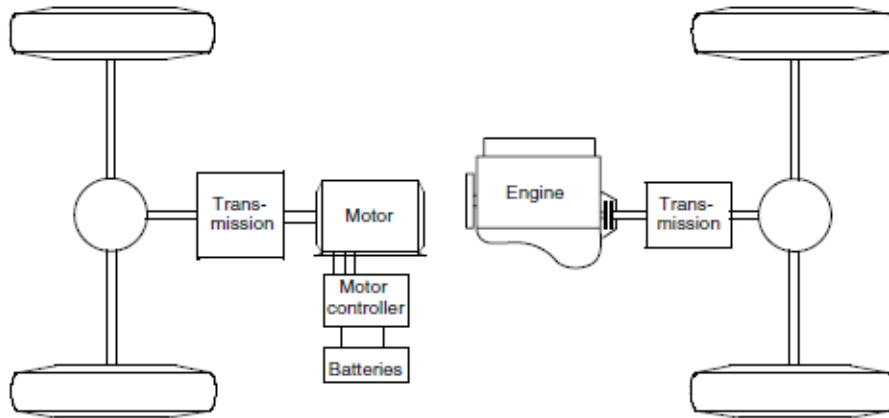 Trans-
mission
Motor
Motor
controller
Batteries
Engine
Trans-
mission